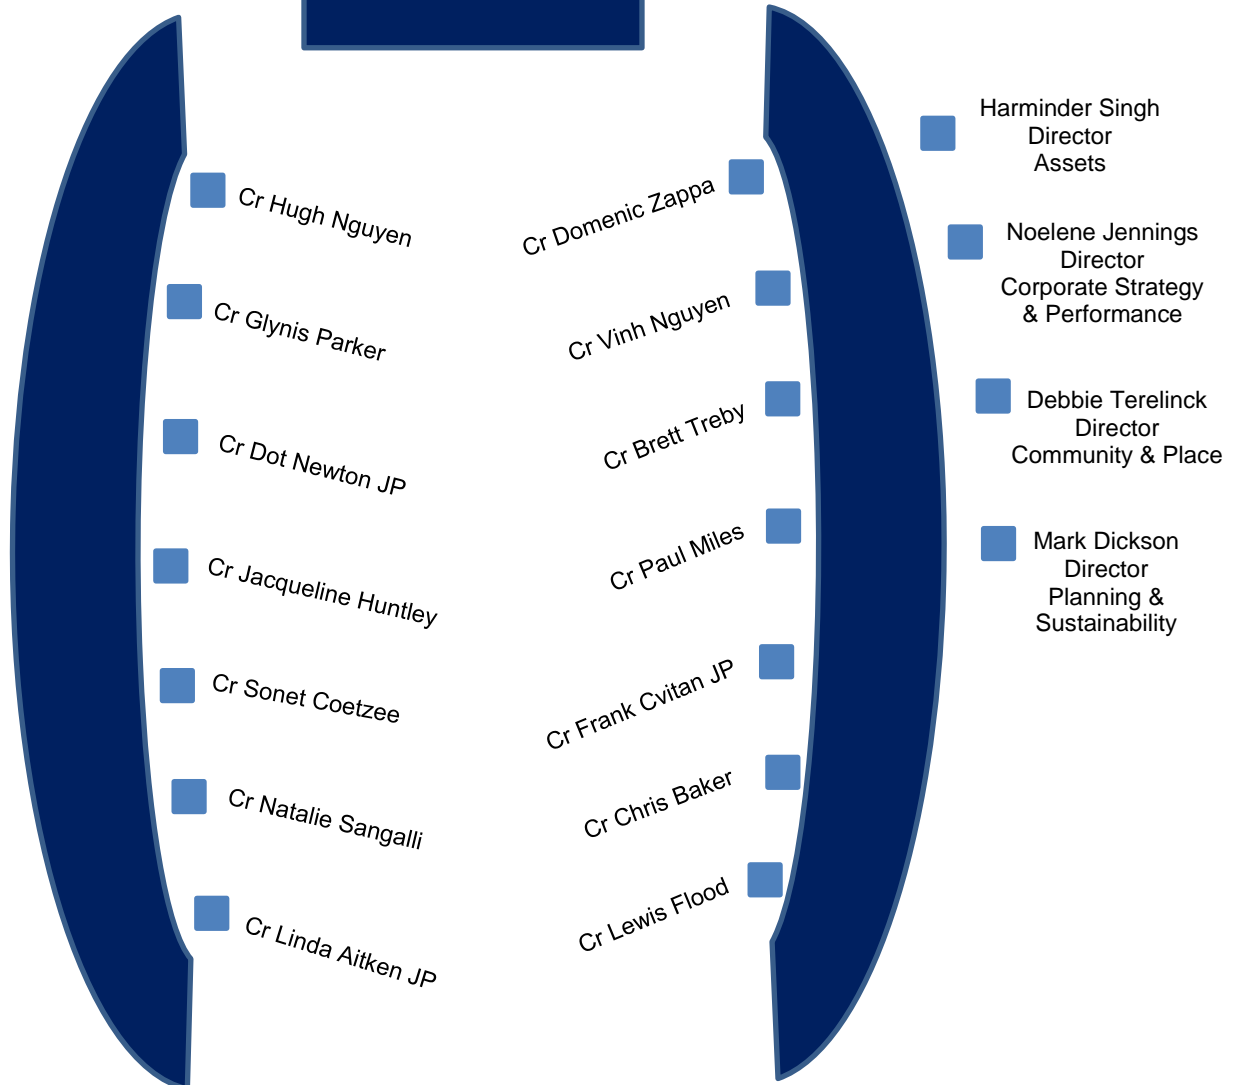 Cr Hugh Nguyen
Cr Glynis Parker
Cr Dot Newton JP
Cr Jacqueline Huntley
Cr Sonet Coetzee
Cr Natalie Sangalli
Cr Linda Aitken JP
Cr Domenic Zappa
Cr Vinh Nguyen
Cr Brett Treby
Cr Paul Miles
Cr Frank Cvitan JP
Cr Chris Baker
Cr Lewis Flood
Harminder Singh
Director
Assets
Noelene Jennings
Director
Corporate Strategy
& Performance
Debbie Terelinck
Director
Community & Place
Mark Dickson
Director
Planning &
Sustainability